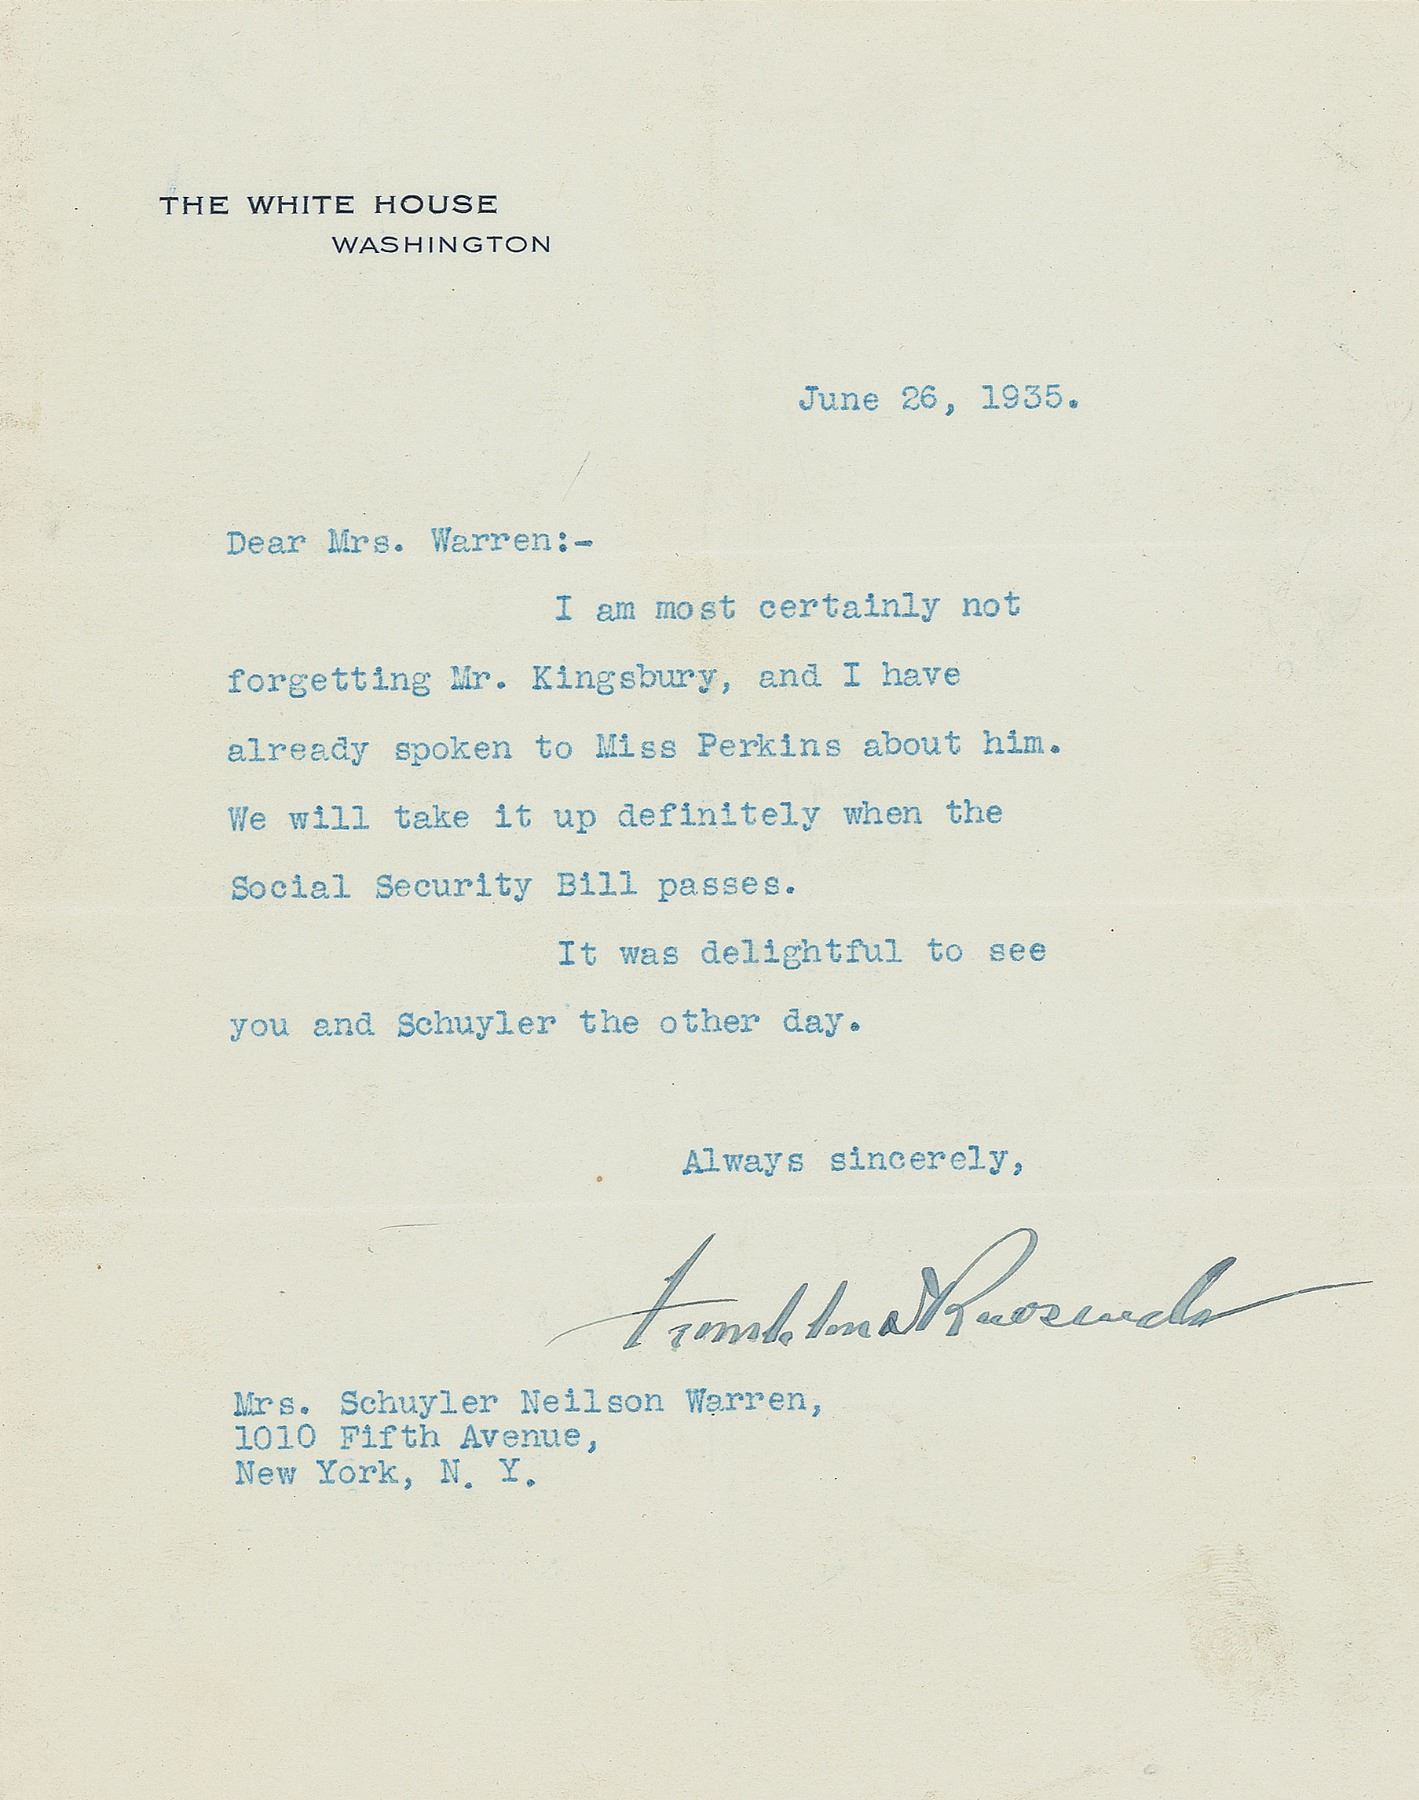 THE WHITE HOUSE
WASHINGTON
June 26, 1935.
Dear Mrs. Warren:-
I am most certainly not
forgetting Mr. Kingsbury, and I have
already spoken to Miss Perkins about him.
We will take it up definitely when the
Social Security Bill passes.
It was delightful to see
you and Schuyler the other day.
Always sincerely,
Franklin D Roosevelt
Mrs. Schuyler Neilson Warren,
1010 Fifth Avenue,
New York, N. Y.